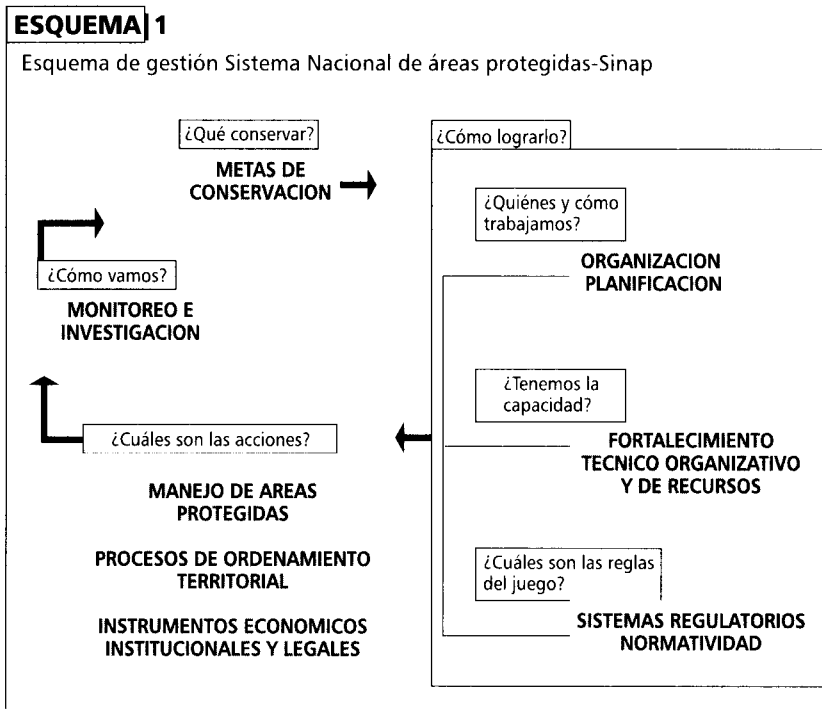 ESQUEMA 1
Esquema de gestión Sistema Nacional de áreas protegidas-Sinap
¿Qué conservar?
METAS DE
CONSERVACION
¿Cómo lograrlo?
¿Quiénes y cómo
trabajamos?
ORGANIZACION
PLANIFICACION
¿Tenemos la
capacidad?
FORTALECIMIENTO
TECNICO ORGANIZATIVO
Y DE RECURSOS
¿Cuáles son las reglas
del juego?
SISTEMAS REGULATORIOS
NORMATIVIDAD
¿Cuáles son las acciones?
MANEJO DE AREAS
PROTEGIDAS
PROCESOS DE ORDENAMIENTO
TERRITORIAL
INSTRUMENTOS ECONOMICOS
INSTITUCIONALES Y LEGALES
¿Cómo vamos?
MONITOREO E
INVESTIGACION